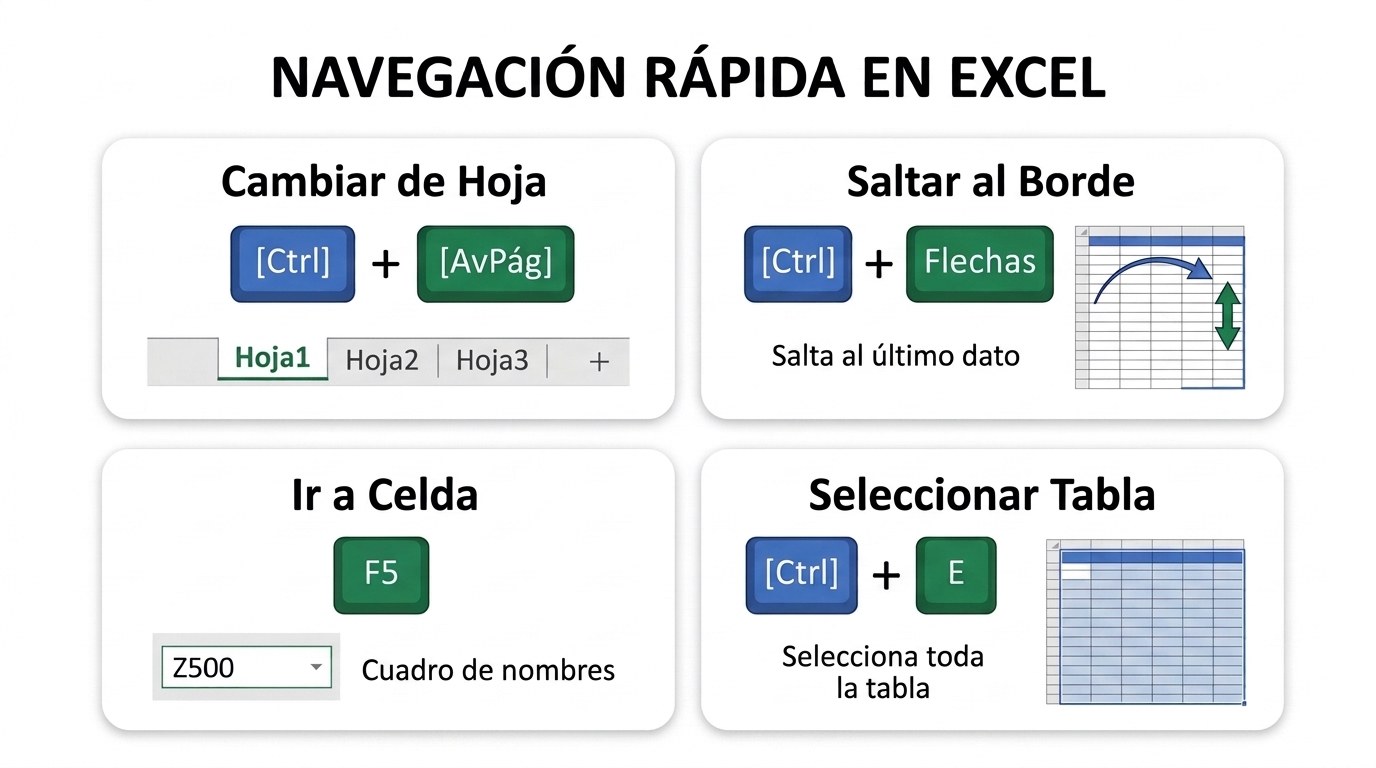 NAVEGACIÓN RÁPIDA EN EXCEL
Cambiar de Hoja
[Ctrl] + [AvPág]
Hoja1 Hoja2 Hoja3 +
Saltar al Borde
[Ctrl] + Flechas
Salta al último dato
Ir a Celda
F5
Z500
Cuadro de nombres
Seleccionar Tabla
[Ctrl] + E
Selecciona toda
la tabla